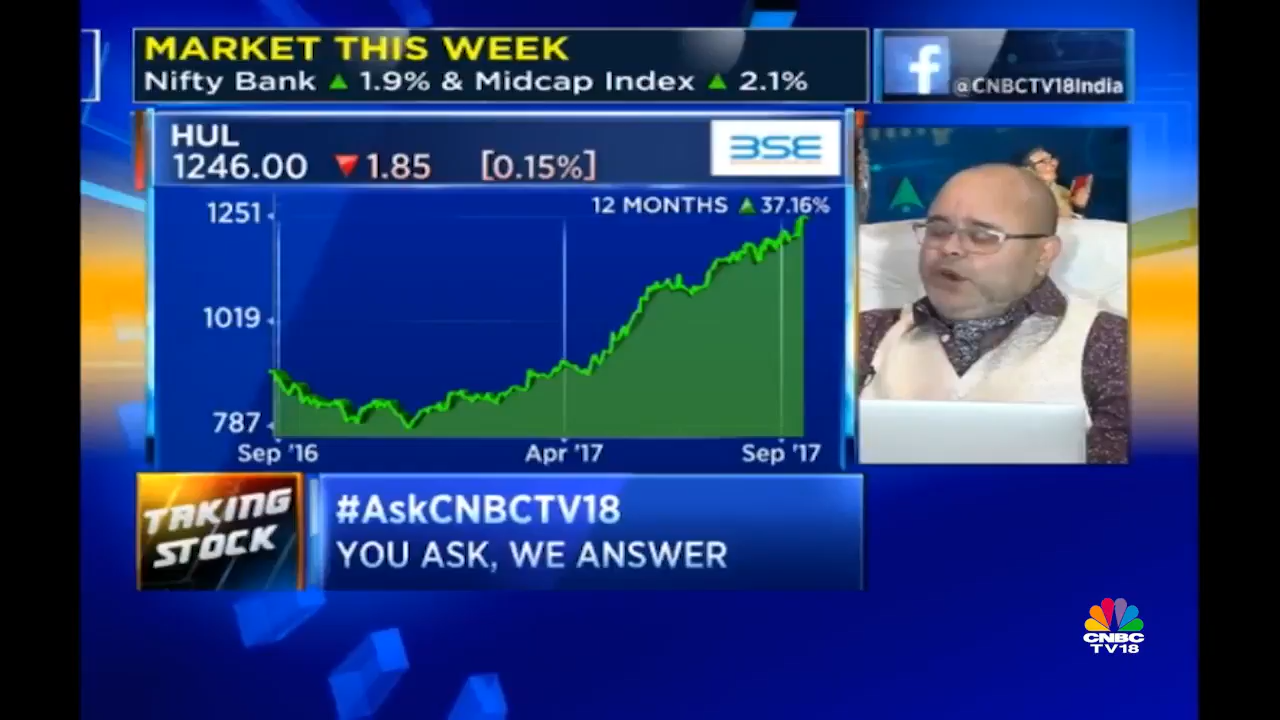 MARKET THIS WEEK
Nifty Bank ▲ 1.9% & Midcap Index ▲ 2.1%
f
@CNBCTV18India
HUL
1246.00 ▼ 1.85 [0.15%]
BSE
12 MONTHS ▲ 37.16%
1251
1019
787
Sep '16 Apr '17 Sep '17
TAKING
STOCK
#AskCNBCTV18
YOU ASK, WE ANSWER
CNBC
TV18